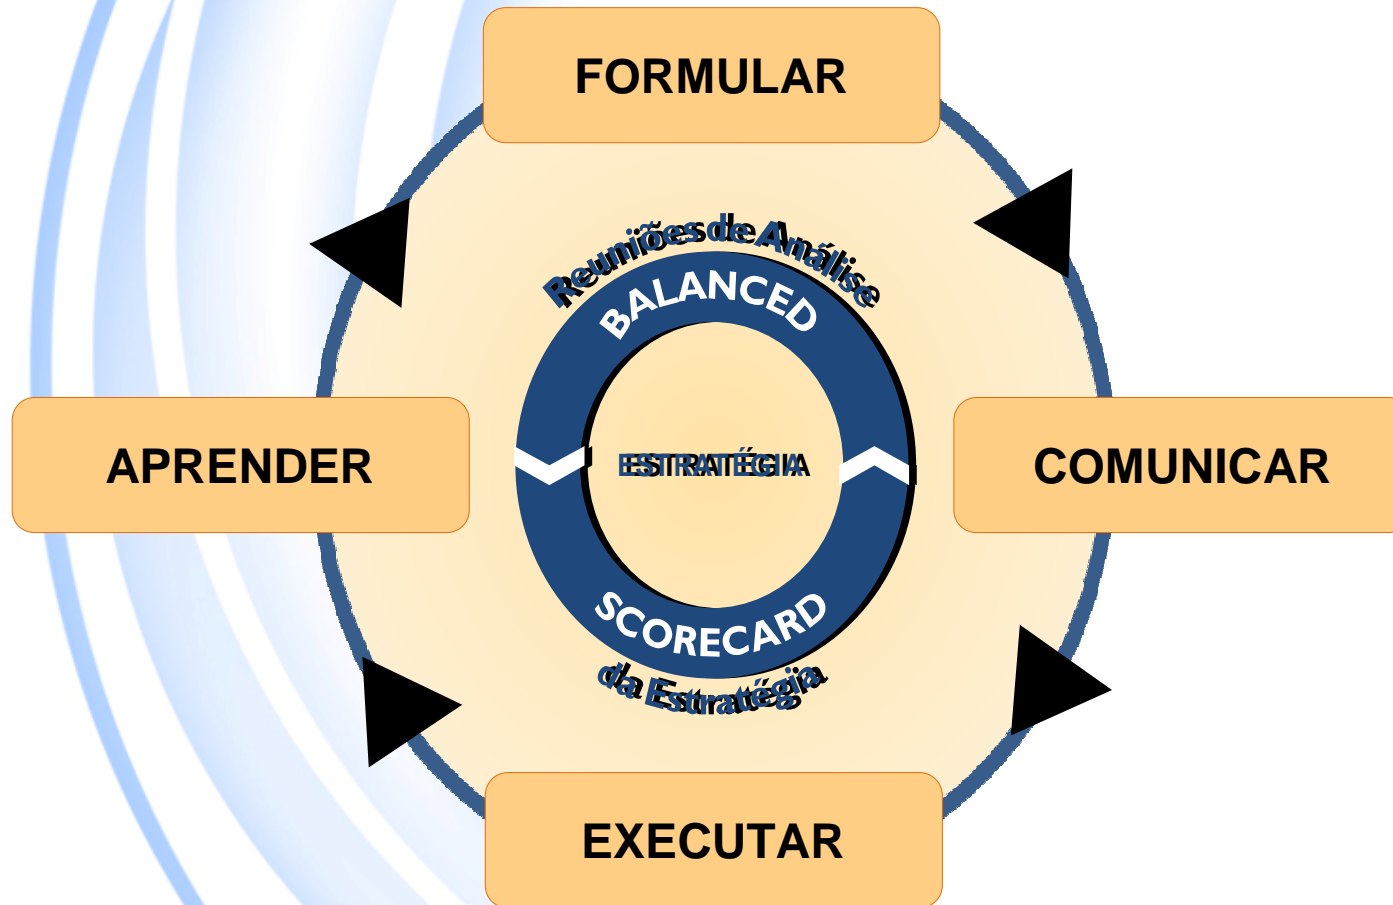 FORMULAR
Reuniões de Análise
BALANCED
APRENDER
ESTRATÉGIA
COMUNICAR
SCORECARD
da Estratégia
EXECUTAR